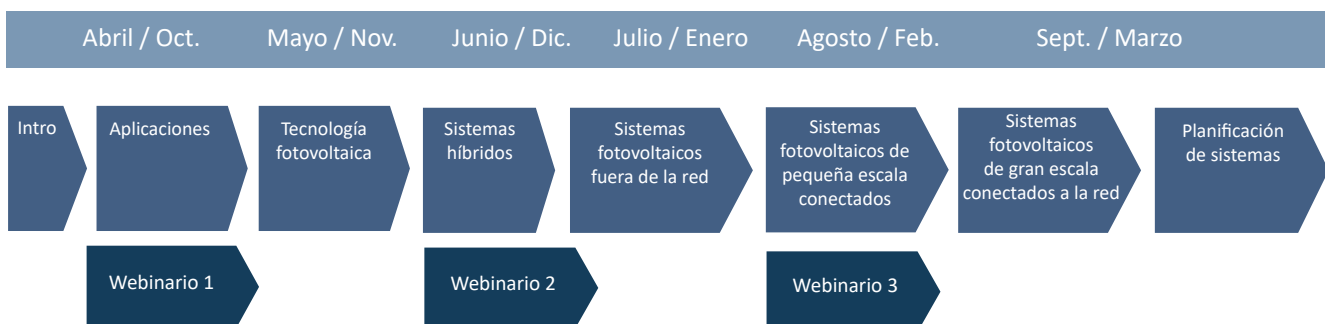 Abril / Oct. Mayo / Nov. Junio / Dic. Julio / Enero Agosto / Feb. Sept. / Marzo
Intro
Aplicaciones
Tecnología
fotovoltaica
Sistemas
híbridos
Sistemas
fotovoltaicos
fuera de la red
Sistemas
fotovoltaicos de
pequeña escala
conectados
Sistemas
fotovoltaicos
de gran escala
conectados a la red
Planificación
de sistemas
Webinario 1
Webinario 2
Webinario 3